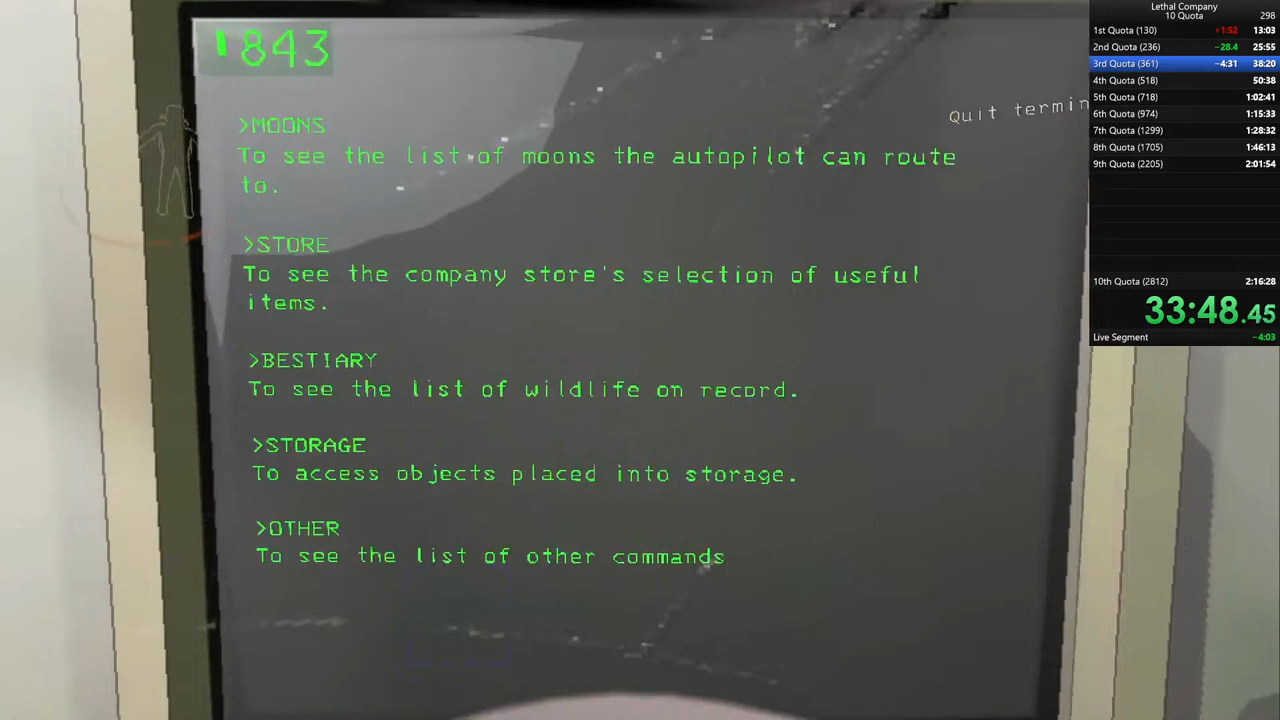 ▮843
>MOONS
To see the list of moons the autopilot can route
to.
>STORE
To see the company store's selection of useful
items.
>BESTIARY
To see the list of wildlife on record.
>STORAGE
To access objects placed into storage.
>OTHER
To see the list of other commands
Quit termin
Lethal Company
10 Quota 298
1st Quota (130) +1:52 13:03
2nd Quota (236) −28.4 25:55
3rd Quota (361) −4:31 38:20
4th Quota (518) 50:38
5th Quota (718) 1:02:41
6th Quota (974) 1:15:33
7th Quota (1299) 1:28:32
8th Quota (1705) 1:46:13
9th Quota (2205) 2:01:54
10th Quota (2812) 2:16:28
33:48.45
Live Segment −4:03